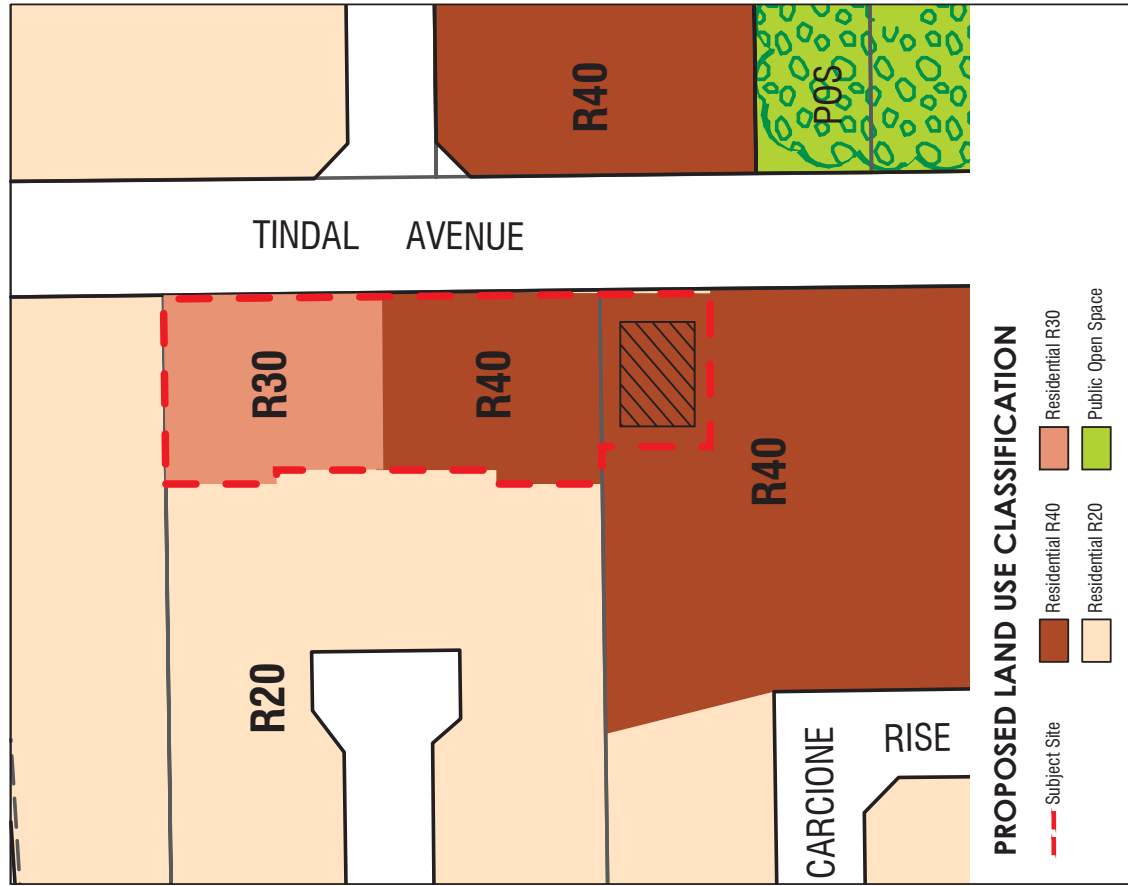 R40
POS
TINDAL AVENUE
R30
R40
R40
R20
CARCIONE
RISE
PROPOSED LAND USE CLASSIFICATION
Subject Site
Residential R40
Residential R30
Residential R20
Public Open Space